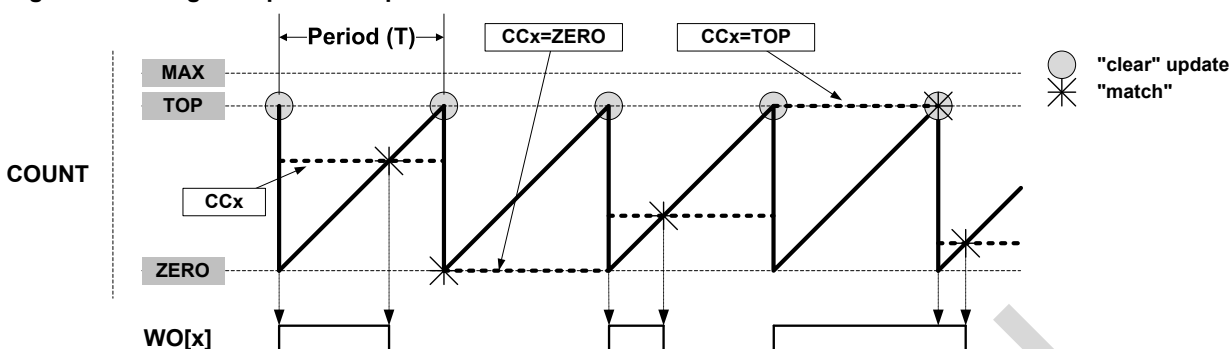 Period (T)
CCx=ZERO
CCx=TOP
"clear" update
"match"
MAX
TOP
COUNT
CCx
ZERO
WO[x]